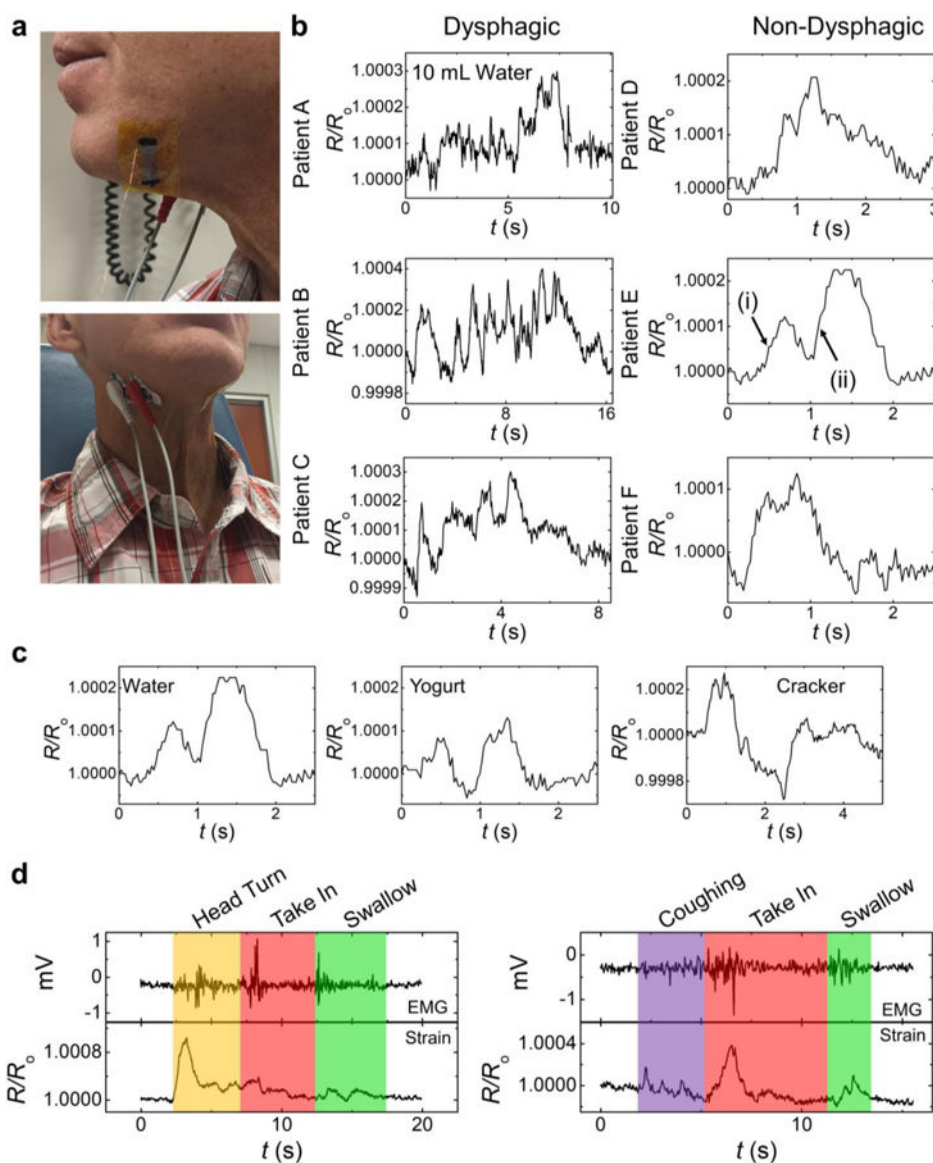 a
b
Dysphagic
Non-Dysphagic
Patient A
R/Ro
1.0003
1.0002
1.0001
1.0000
10 mL Water
0 5 10
t (s)
Patient D
R/Ro
1.0002
1.0001
1.0000
0 1 2 3
t (s)
Patient B
R/Ro
1.0004
1.0002
1.0000
0.9998
0 4 8 12 16
t (s)
Patient E
R/Ro
1.0002
1.0001
1.0000
(i)
(ii)
0 1 2
t (s)
Patient C
R/Ro
1.0003
1.0002
1.0001
1.0000
0.9999
0 4 8
t (s)
Patient F
R/Ro
1.0001
1.0000
0 1 2
t (s)
c
R/Ro
1.0002
1.0001
1.0000
Water
0 1 2
t (s)
R/Ro
1.0002
1.0001
1.0000
Yogurt
0 1 2
t (s)
R/Ro
1.0002
1.0000
0.9998
Cracker
0 2 4
t (s)
d
Head Turn
Take In
Swallow
mV
1
0
-1
EMG
R/Ro
1.0008
1.0000
Strain
0 10 20
t (s)
Coughing
Take In
Swallow
mV
0
-1
EMG
R/Ro
1.0004
1.0000
Strain
0 10
t (s)